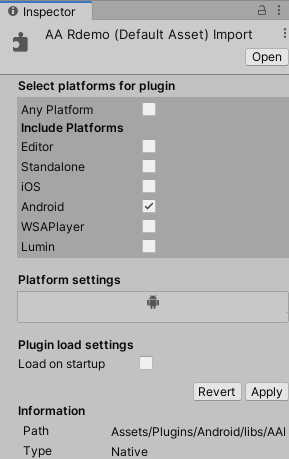 Inspector
AA Rdemo (Default Asset) Import
Open
Select platforms for plugin
Any Platform
Include Platforms
Editor
Standalone
iOS
Android
WSAPlayer
Lumin
Platform settings
Plugin load settings
Load on startup
Revert Apply
Information
Path Assets/Plugins/Android/libs/AAI
Type Native